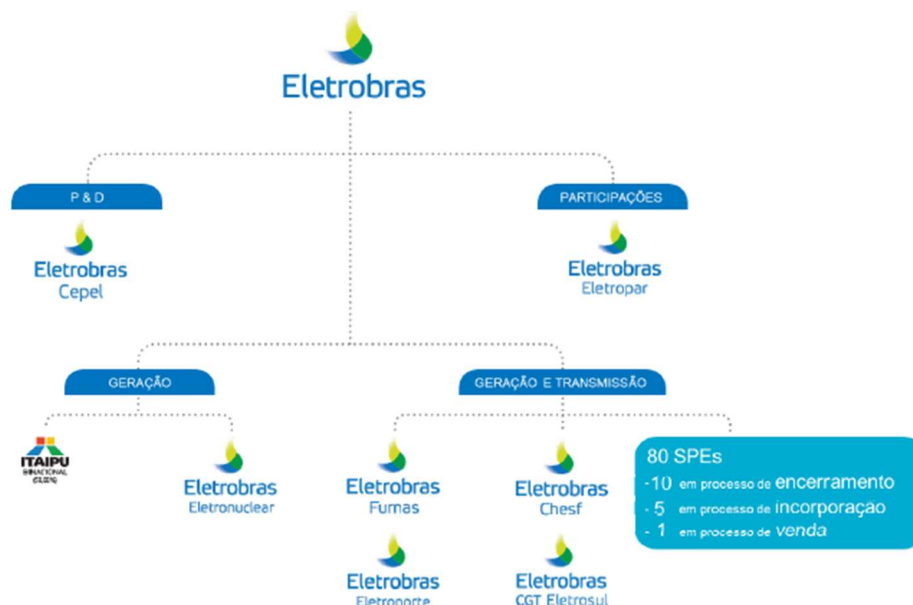 Eletrobras
P & D
PARTICIPAÇÕES
Eletrobras
Cepel
Eletrobras
Eletropar
GERAÇÃO
GERAÇÃO E TRANSMISSÃO
ITAIPU
BINACIONAL
Eletrobras
Eletronuclear
Eletrobras
Furnas
Eletrobras
Chesf
80 SPEs
-10 em processo de encerramento
- 5 em processo de incorporação
- 1 em processo de venda
Eletrobras
Eletronorte
Eletrobras
CGT Eletrosul